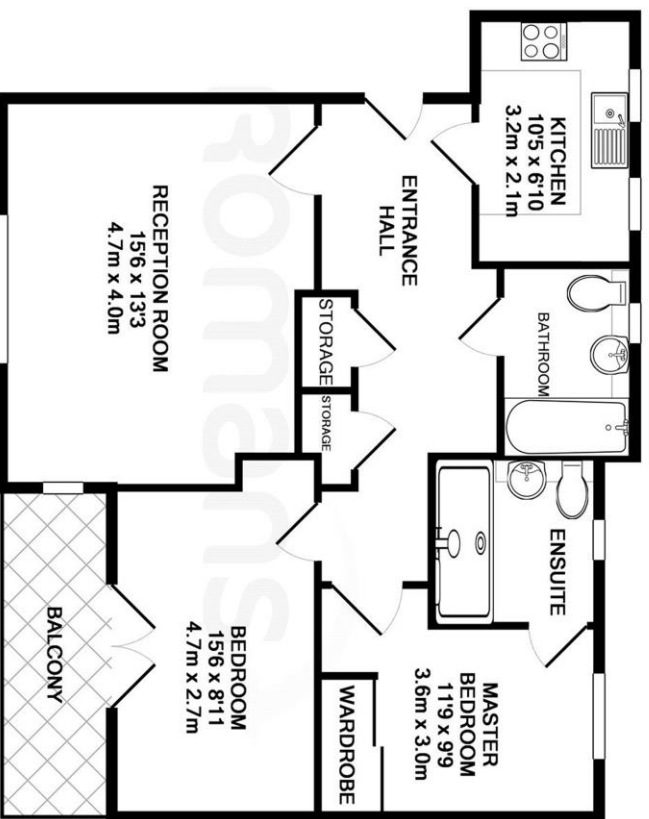 KITCHEN
10'5 x 6'10
3.2m x 2.1m
ENTRANCE
HALL
RECEPTION ROOM
15'6 x 13'3
4.7m x 4.0m
BATHROOM
STORAGE
STORAGE
ENSUITE
BALCONY
BEDROOM
15'6 x 8'11
4.7m x 2.7m
MASTER
BEDROOM
11'9 x 9'9
3.6m x 3.0m
WARDROBE
romans